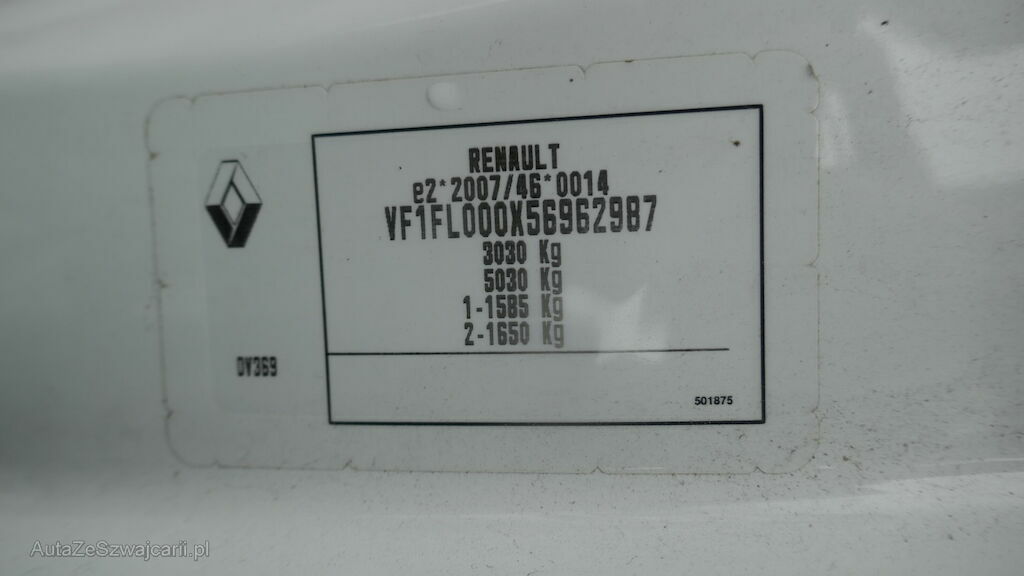 RENAULT
e2*2007/46*0014
VF1FL000X56962987
3030 Kg
5030 Kg
1-1585 Kg
2-1650 Kg
DV369
501875
AutaZeSzwajcarii.pl